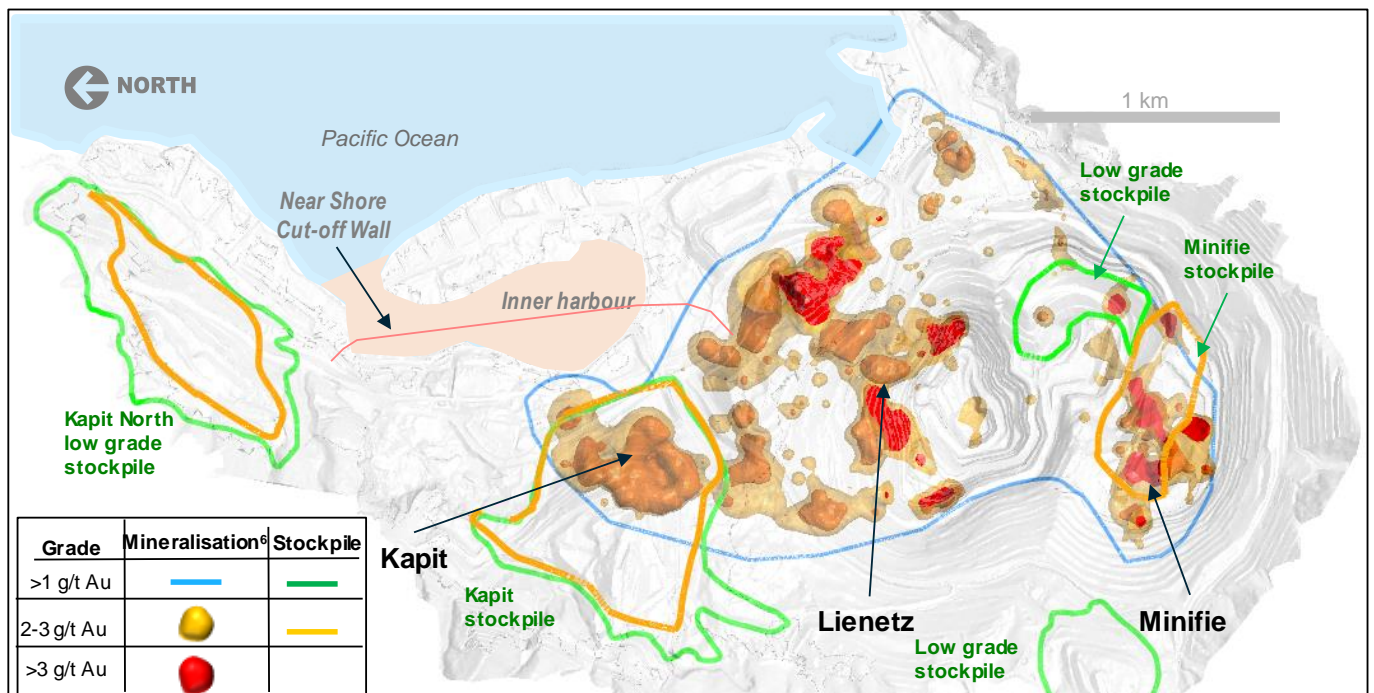 NORTH
1 km
Pacific Ocean
Near Shore
Cut-off Wall
Inner harbour
Low grade
stockpile
Minifie
stockpile
Kapit North
low grade
stockpile
Kapit
Kapit
stockpile
Lienetz
Minifie
Low grade
stockpile
Grade Mineralisation⁶ Stockpile
>1 g/t Au
2-3 g/t Au
>3 g/t Au